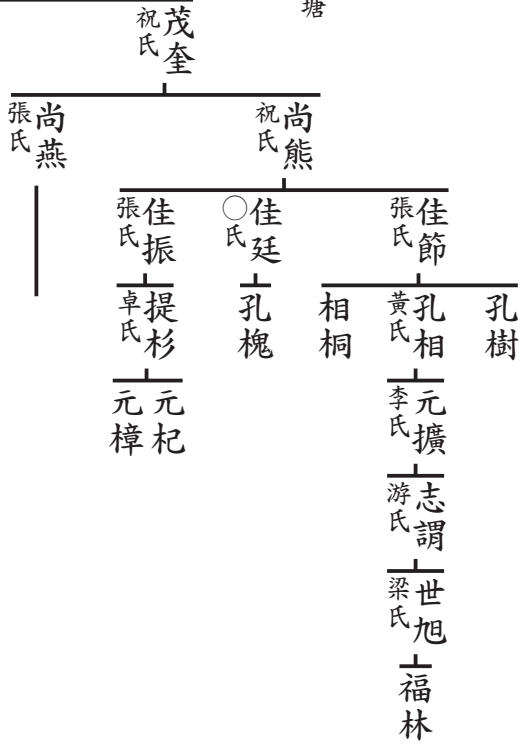 塘
茂奎
祝氏
尚熊
祝氏
尚燕
張氏
佳節
張氏
佳廷
○氏
佳振
張氏
孔樹
孔相
黃氏
相桐
孔槐
提杉
卓氏
元擴
李氏
元杞
元樟
志謂
游氏
世旭
梁氏
福林